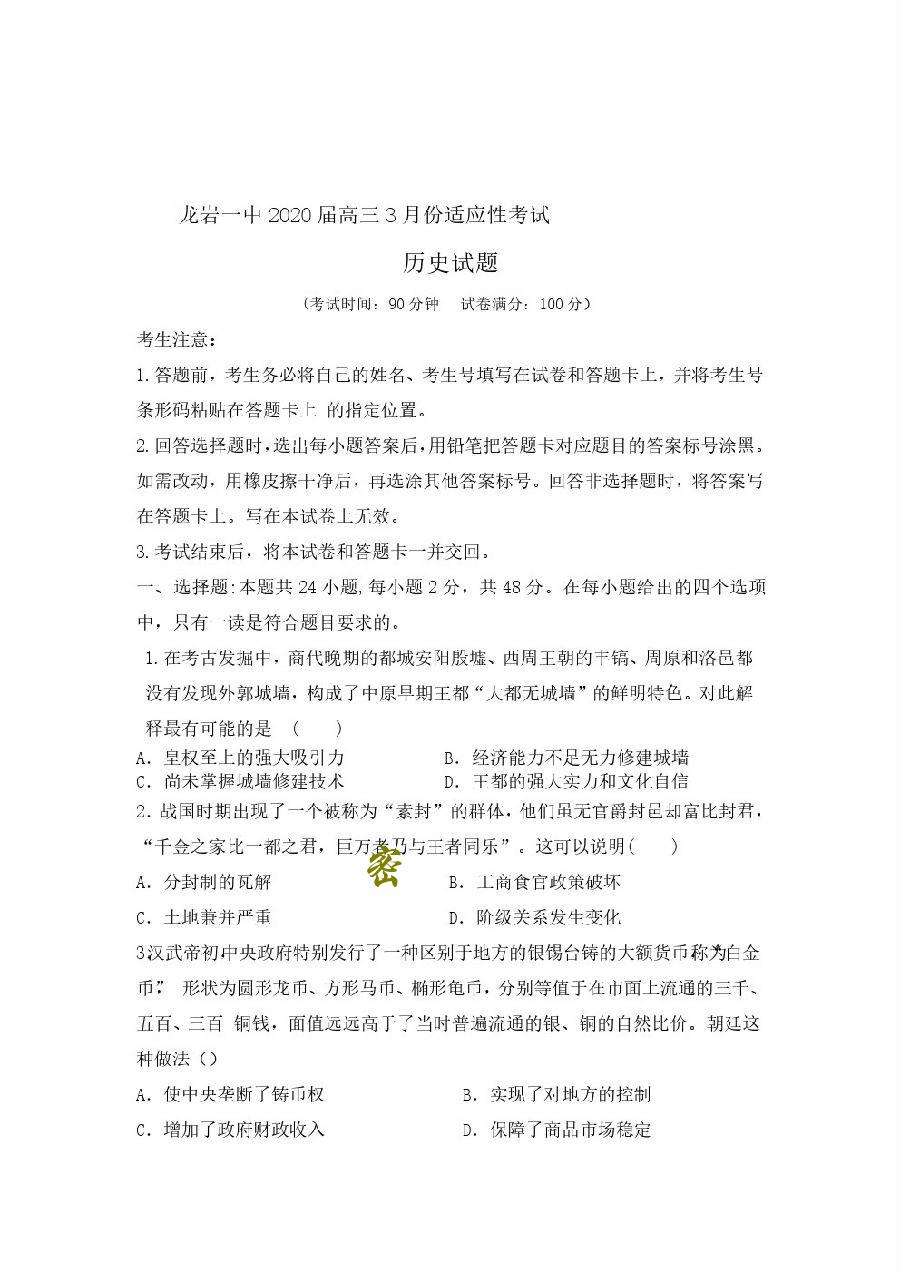 龙岩一中 2020 届高三 3 月份适应性考试
历史试题
(考试时间：90 分钟 试卷满分：100 分)
考生注意：
1. 答题前，考生务必将自己的姓名、考生号填写在试卷和答题卡上，并将考生号
条形码粘贴在答题卡上 的指定位置。
2. 回答选择题时,选出每小题答案后,用铅笔把答题卡对应题目的答案标号涂黑。
如需改动，用橡皮擦干净后，再选涂其他答案标号。回答非选择题时，将答案写
在答题卡上。写在本试卷上无效。
3. 考试结束后，将本试卷和答题卡一并交回。
一、选择题:本题共 24 小题,每小题 2 分，共 48 分。在每小题给出的四个选项
中，只有一读是符合题目要求的。
1. 在考古发掘中，商代晚期的都城安阳殷墟、西周王朝的丰镐、周原和洛邑都
没有发现外郭城墙，构成了中原早期王都“大都无城墙”的鲜明特色。对此解
释最有可能的是 ( )
A．皇权至上的强大吸引力 B．经济能力不足无力修建城墙
C．尚未掌握城墙修建技术 D．王都的强大实力和文化自信
2．战国时期出现了一个被称为“素封”的群体，他们虽无官爵封邑却富比封君，
“千金之家比一都之君，巨万者乃与王者同乐”。这可以说明( )
密
A．分封制的瓦解 B．工商食官政策破坏
C．土地兼并严重 D．阶级关系发生变化
3.汉武帝初,中央政府特别发行了一种区别于地方的银锡合铸的大额货币,称为“白金
币”， 形状为圆形龙币、方形马币、椭形龟币，分别等值于在市面上流通的三千、
五百、三百 铜钱，面值远远高于了当时普遍流通的银、铜的自然比价。朝廷这
种做法（）
A．使中央垄断了铸币权 B．实现了对地方的控制
C．增加了政府财政收入 D．保障了商品市场稳定